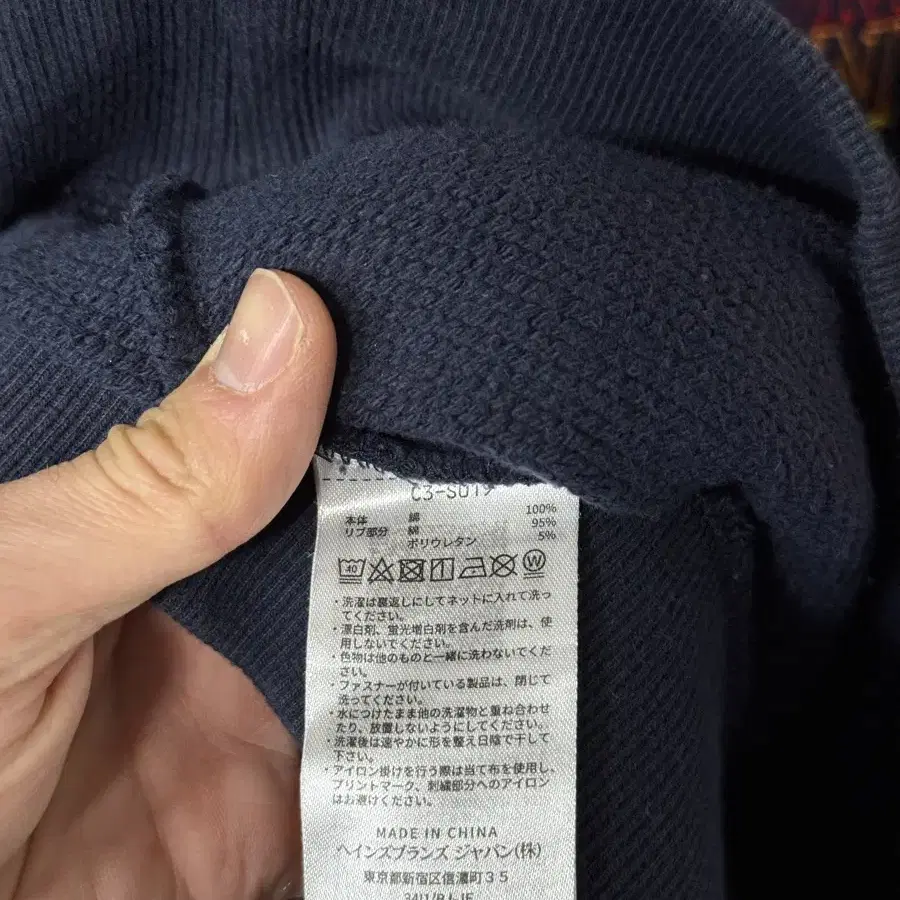 C3-S019
本体 綿 100%
リブ部分 綿 95%
ポリウレタン 5%
40
W
・洗濯は裏返しにしてネットに入れて洗っ
てください。
・漂白剤、蛍光増白剤を含んだ洗剤は、使
用しないでください。
・色物は他のものと一緒に洗わないでくだ
さい。
・ファスナーが付いている製品は、閉じて
洗ってください。
・水につけたまま他の洗濯物と重ね合わせ
たり、放置しないようにしてください。
・洗濯後は速やかに形を整え日陰で干して
下さい。
・アイロン掛けを行う際は当て布を使用し、
プリントマーク、刺繍部分へのアイロン
はお避けください。
MADE IN CHINA
ヘインズブランズ ジャパン(株)
東京都新宿区信濃町35